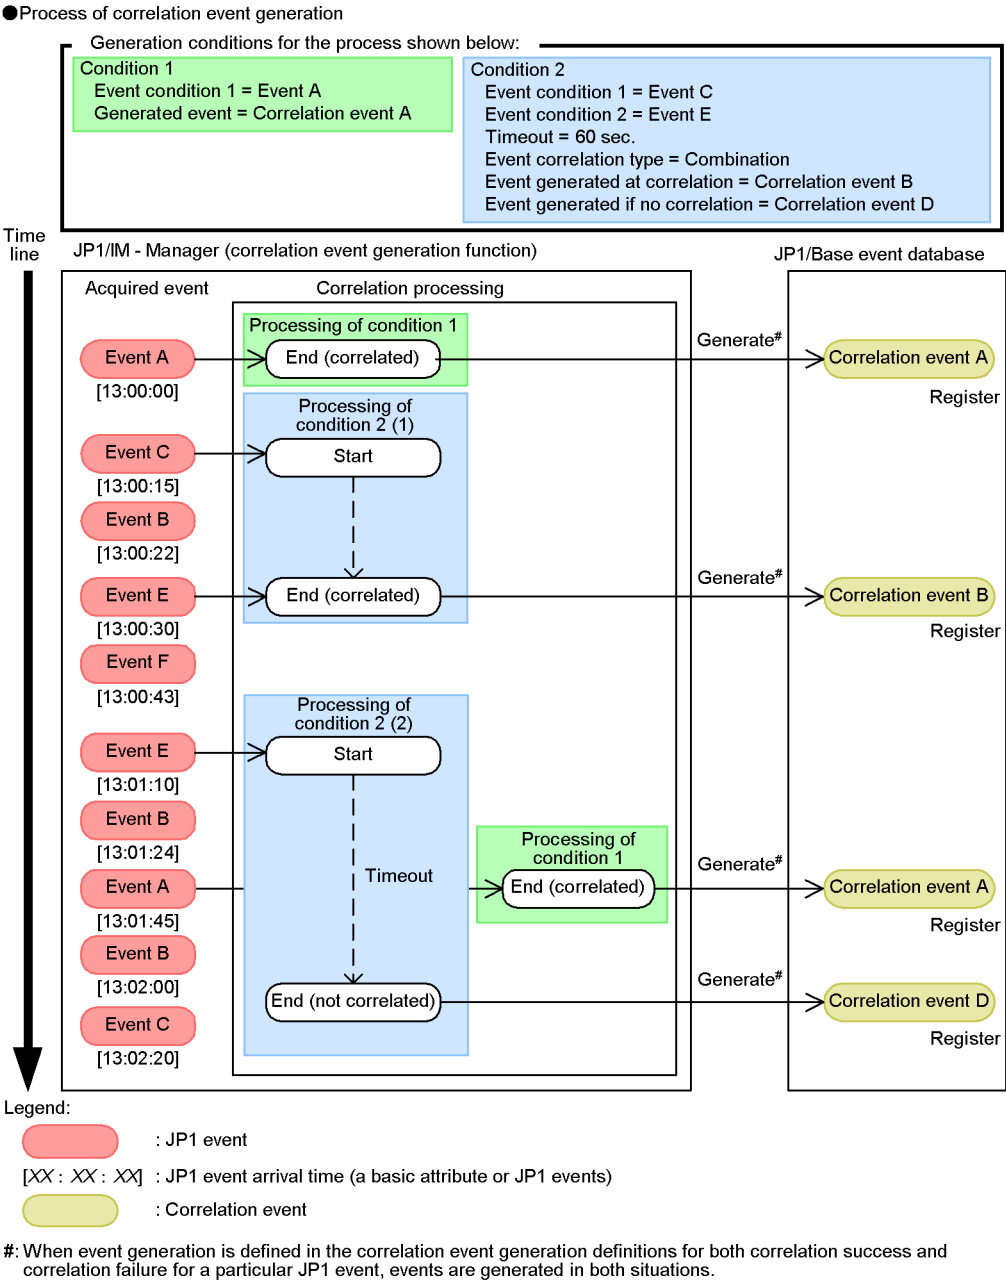 ●Process of correlation event generation
Generation conditions for the process shown below:
Condition 1
Event condition 1 = Event A
Generated event = Correlation event A
Condition 2
Event condition 1 = Event C
Event condition 2 = Event E
Timeout = 60 sec.
Event correlation type = Combination
Event generated at correlation = Correlation event B
Event generated if no correlation = Correlation event D
Time
line
JP1/IM - Manager (correlation event generation function)
JP1/Base event database
Acquired event
Correlation processing
Processing of condition 1
Event A
End (correlated)
Generate#
Correlation event A
[13:00:00]
Register
Processing of
condition 2 (1)
Event C
Start
[13:00:15]
Event B
[13:00:22]
Event E
End (correlated)
Generate#
Correlation event B
[13:00:30]
Register
Event F
[13:00:43]
Processing of
condition 2 (2)
Event E
Start
[13:01:10]
Event B
[13:01:24]
Processing of
condition 1
Event A
Timeout
End (correlated)
Generate#
Correlation event A
[13:01:45]
Register
Event B
[13:02:00]
End (not correlated)
Generate#
Correlation event D
Event C
Register
[13:02:20]
Legend:
: JP1 event
[XX : XX : XX] : JP1 event arrival time (a basic attribute or JP1 events)
: Correlation event
#: When event generation is defined in the correlation event generation definitions for both correlation success and
correlation failure for a particular JP1 event, events are generated in both situations.